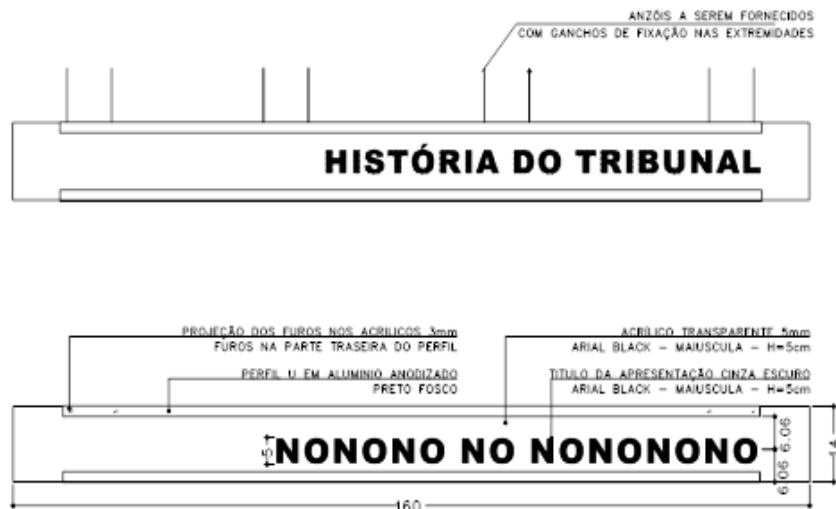 ANZÓIS A SEREM FORNECIDOS
COM GANCHOS DE FIXAÇÃO NAS EXTREMIDADES
HISTÓRIA DO TRIBUNAL
PROJEÇÃO DOS FUROS NOS ACRILICOS 3mm
FUROS NA PARTE TRASEIRA DO PERFIL
ACRÍLICO TRANSPARENTE 5mm
ARIAL BLACK - MAIUSCULA - H=5cm
PERFIL U EM ALUMINIO ANODIZADO
PRETO FOSCO
TITULO DA APRESENTAÇÃO CINZA ESCURO
ARIAL BLACK - MAIUSCULA - H=5cm
5
NONONO NO NONONONO
6.06
6.06
14
160